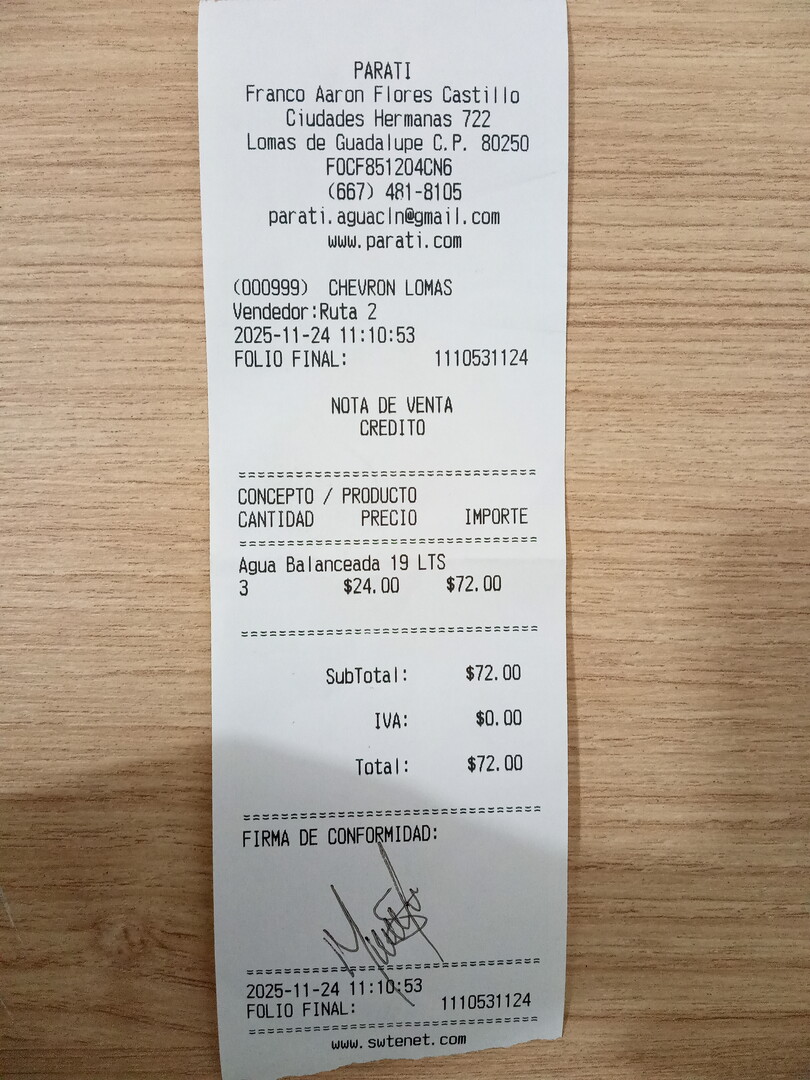 PARATI
Franco Aaron Flores Castillo
Ciudades Hermanas 722
Lomas de Guadalupe C.P. 80250
FOCF851204CN6
(667) 481-8105
parati.aguacln@gmail.com
www.parati.com
(000999) CHEVRON LOMAS
Vendedor:Ruta 2
2025-11-24 11:10:53
FOLIO FINAL: 1110531124
NOTA DE VENTA
CREDITO
==============================
CONCEPTO / PRODUCTO
CANTIDAD PRECIO IMPORTE
==============================
Agua Balanceada 19 LTS
3 $24.00 $72.00
==============================
SubTotal: $72.00
IVA: $0.00
Total: $72.00
==============================
FIRMA DE CONFORMIDAD:
==============================
2025-11-24 11:10:53
FOLIO FINAL: 1110531124
==============================
www.swtenet.com